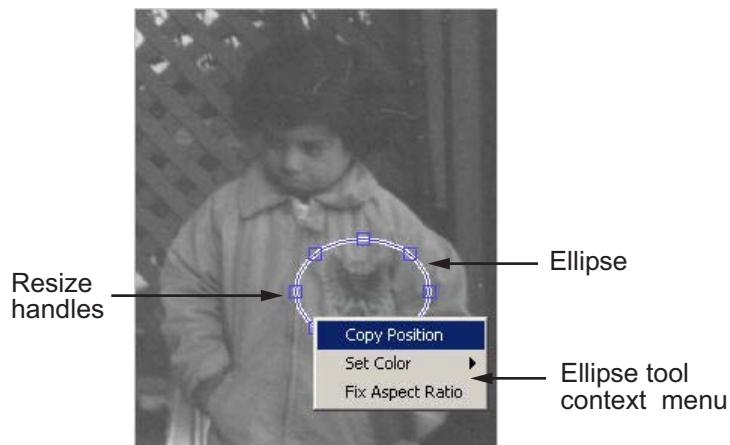 Ellipse
Resize
handles
Copy Position
Set Color
Fix Aspect Ratio
Ellipse tool
context menu